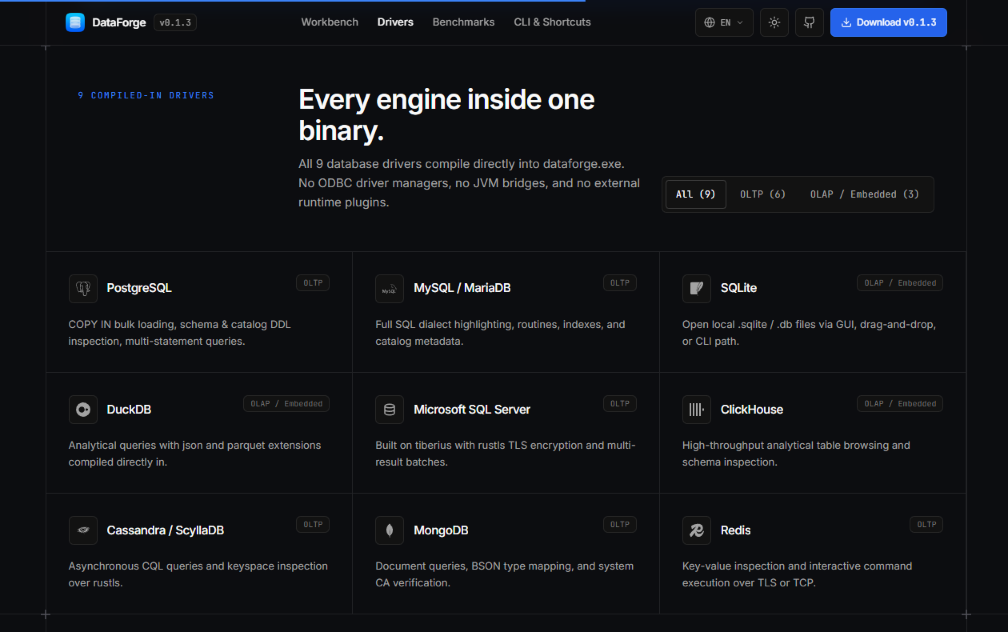 DataForge v0.1.3 Workbench Drivers Benchmarks CLI & Shortcuts EN Download v0.1.3
9 COMPILED-IN DRIVERS
Every engine inside one
binary.
All 9 database drivers compile directly into dataforge.exe.
No ODBC driver managers, no JVM bridges, and no external
runtime plugins.
All (9) OLTP (6) OLAP / Embedded (3)
PostgreSQL OLTP
COPY IN bulk loading, schema & catalog DDL
inspection, multi-statement queries.
MySQL MySQL / MariaDB OLTP
Full SQL dialect highlighting, routines, indexes, and
catalog metadata.
SQLite OLAP / Embedded
Open local .sqlite / .db files via GUI, drag-and-drop,
or CLI path.
DuckDB OLAP / Embedded
Analytical queries with json and parquet extensions
compiled directly in.
Microsoft SQL Server OLTP
Built on tiberius with rustls TLS encryption and multi-
result batches.
ClickHouse OLAP / Embedded
High-throughput analytical table browsing and
schema inspection.
Cassandra / ScyllaDB OLTP
Asynchronous CQL queries and keyspace inspection
over rustls.
MongoDB OLTP
Document queries, BSON type mapping, and system
CA verification.
Redis OLTP
Key-value inspection and interactive command
execution over TLS or TCP.